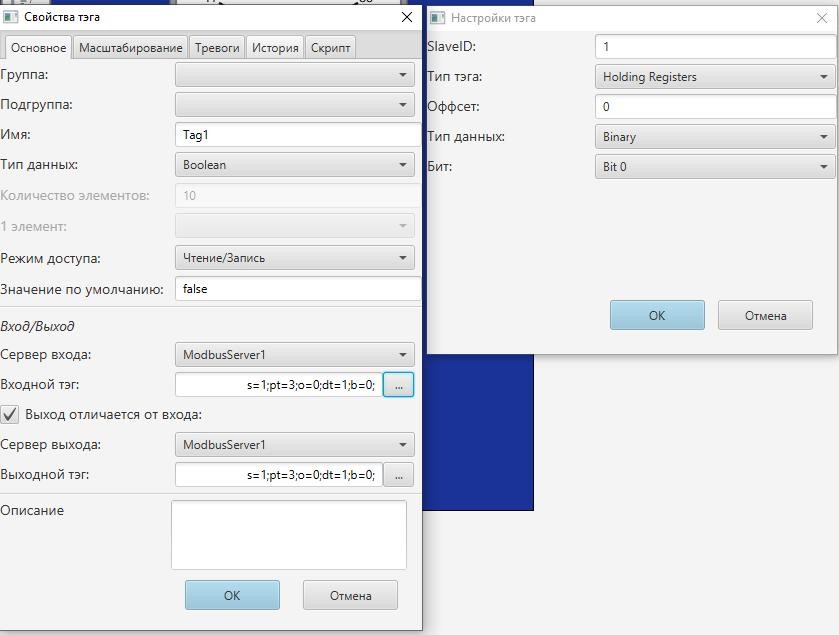 Свойства тэга
Основное Масштабирование Тревоги История Скрипт
Группа:
Подгруппа:
Имя: Tag1
Тип данных: Boolean
Количество элементов: 10
1 элемент:
Режим доступа: Чтение/Запись
Значение по умолчанию: false
Вход/Выход
Сервер входа: ModbusServer1
Входной тэг: s=1;pt=3;o=0;dt=1;b=0; ...
Выход отличается от входа:
Сервер выхода: ModbusServer1
Выходной тэг: s=1;pt=3;o=0;dt=1;b=0; ...
Описание
ОК Отмена
Настройки тэга
SlaveID: 1
Тип тэга: Holding Registers
Оффсет: 0
Тип данных: Binary
Бит: Bit 0
ОК Отмена